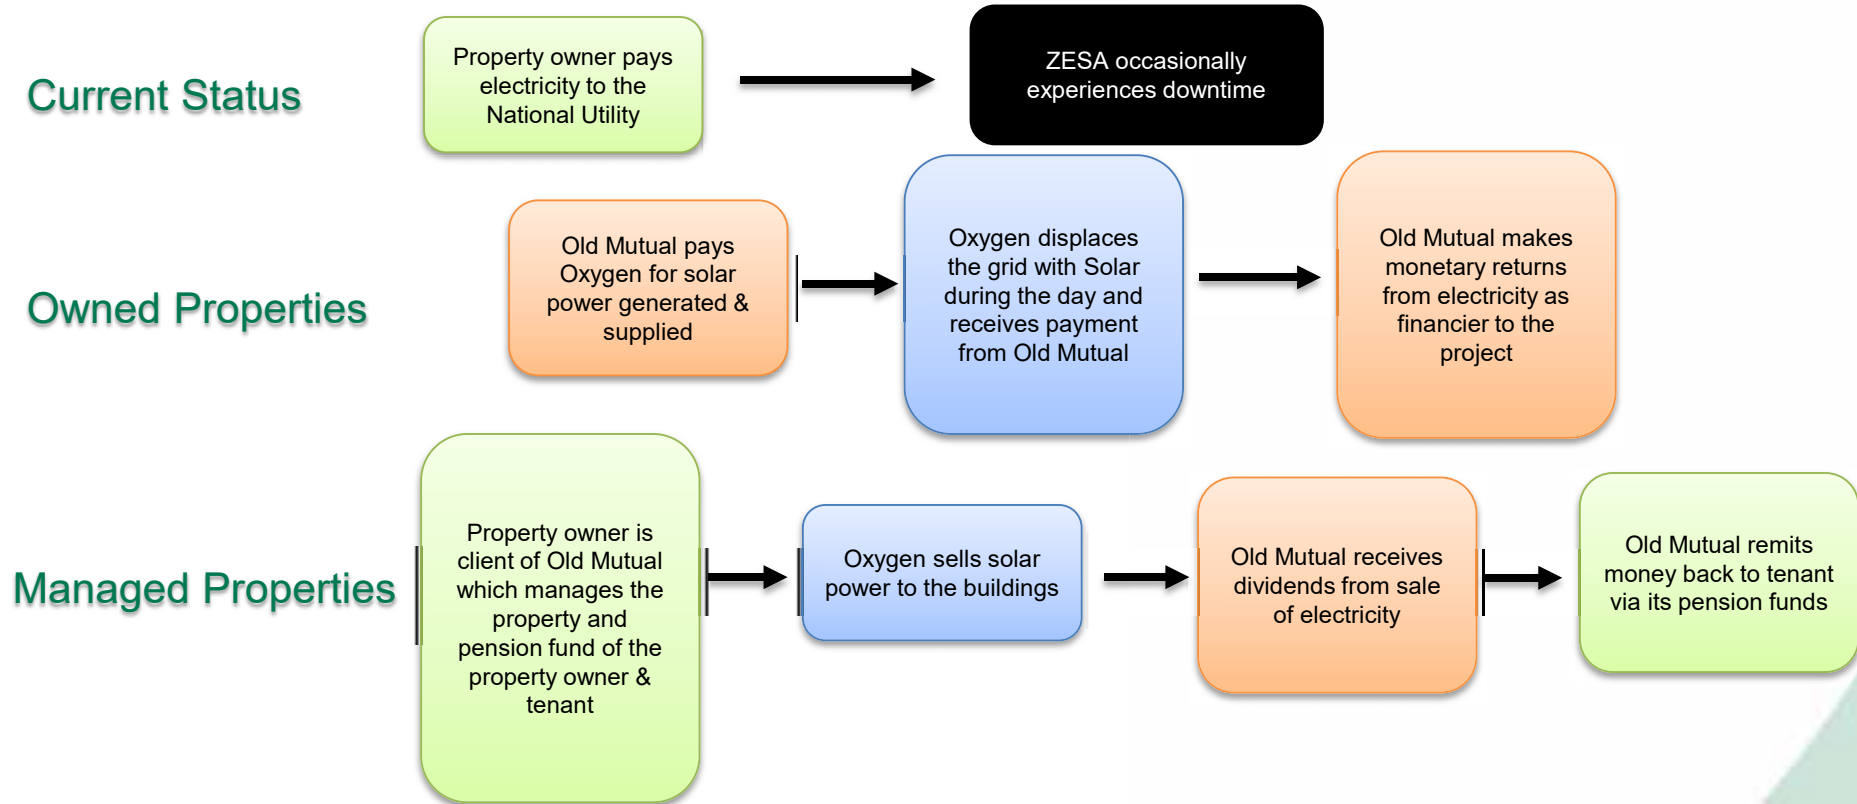 Current Status
Property owner pays
electricity to the
National Utility
ZESA occasionally
experiences downtime
Owned Properties
Old Mutual pays
Oxygen for solar
power generated &
supplied
Oxygen displaces
the grid with Solar
during the day and
receives payment
from Old Mutual
Old Mutual makes
monetary returns
from electricity as
financier to the
project
Managed Properties
Property owner is
client of Old Mutual
which manages the
property and
pension fund of the
property owner &
tenant
Oxygen sells solar
power to the buildings
Old Mutual receives
dividends from sale
of electricity
Old Mutual remits
money back to tenant
via its pension funds